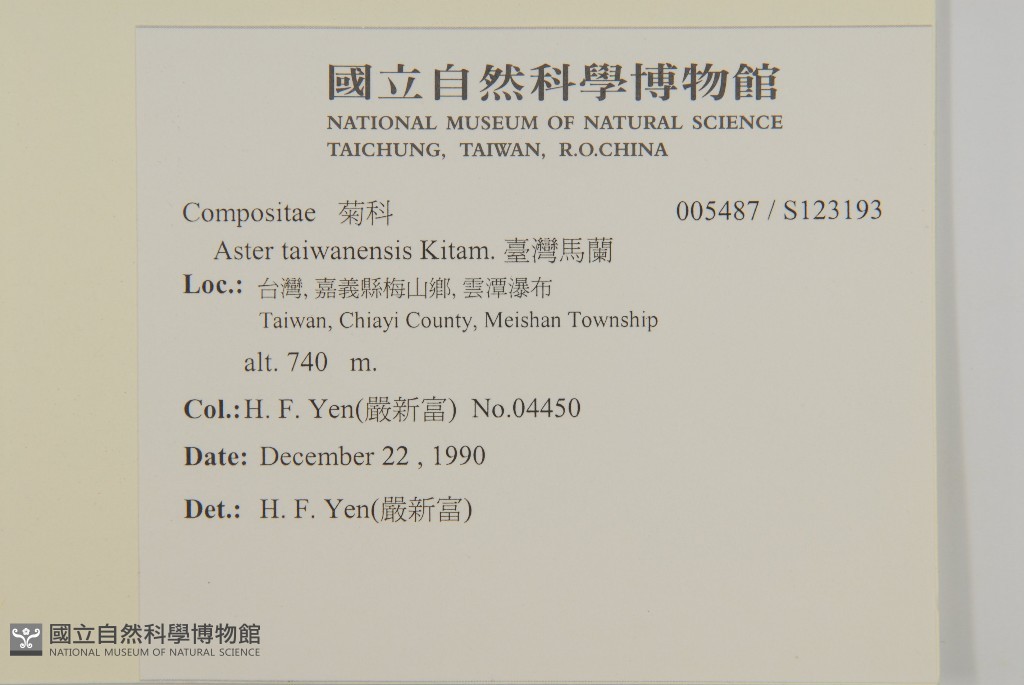 國立自然科學博物館
NATIONAL MUSEUM OF NATURAL SCIENCE
TAICHUNG, TAIWAN, R.O.CHINA
Compositae 菊科 005487 / S123193
Aster taiwanensis Kitam. 臺灣馬蘭
Loc.: 台灣, 嘉義縣梅山鄉, 雲潭瀑布
Taiwan, Chiayi County, Meishan Township
alt. 740 m.
Col.: H. F. Yen(嚴新富) No.04450
Date: December 22 , 1990
Det.: H. F. Yen(嚴新富)
國立自然科學博物館
NATIONAL MUSEUM OF NATURAL SCIENCE